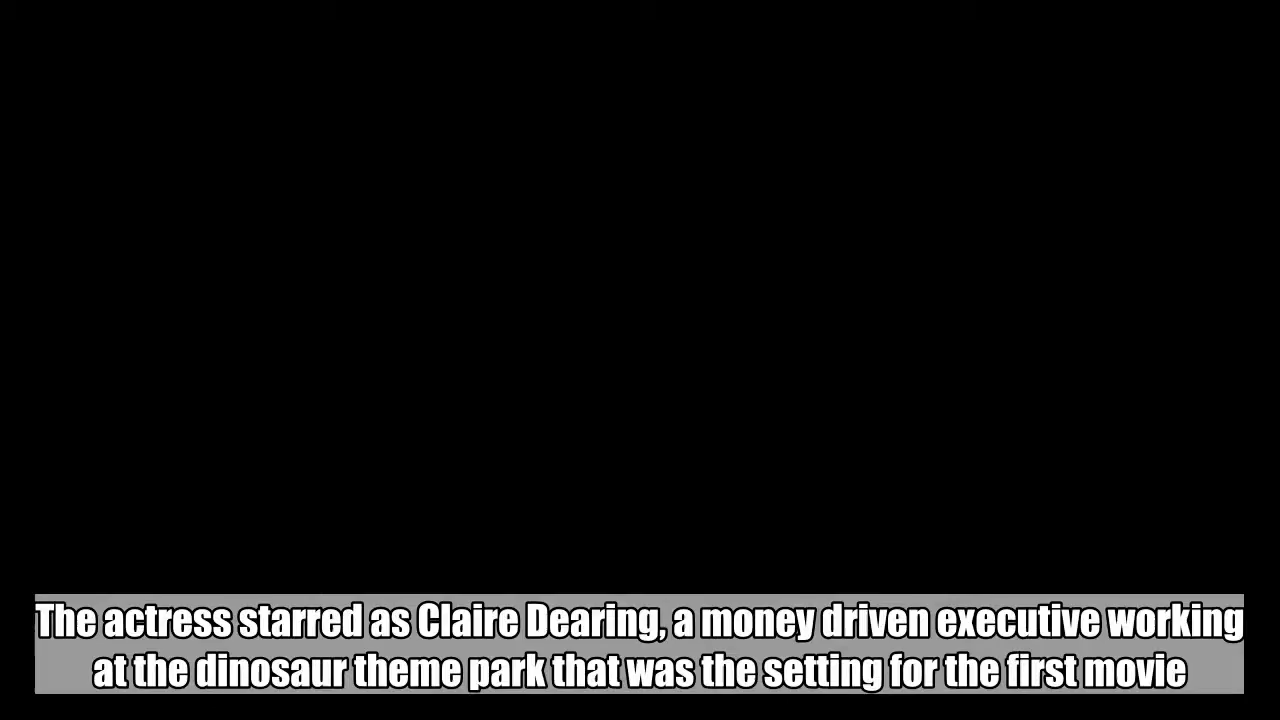 The actress starred as Claire Dearing, a money driven executive working
at the dinosaur theme park that was the setting for the first movie